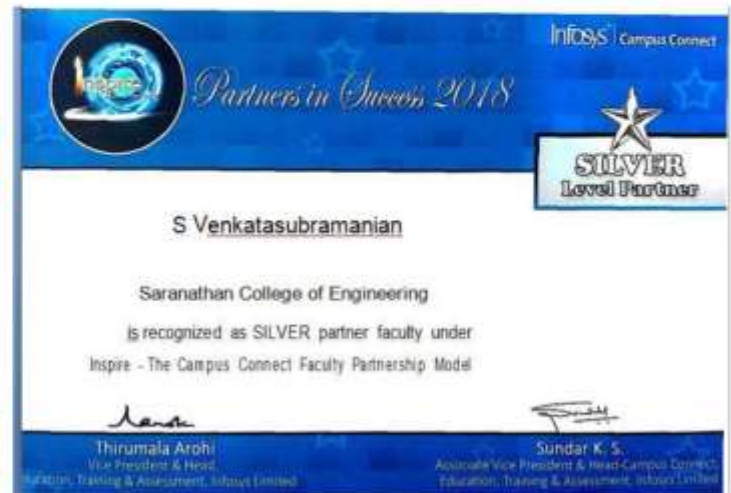 Infosys | Campus Connect
Inspire
Partners in Success 2018
SILVER
Level Partner
S Venkatasubramanian
Saranathan College of Engineering
is recognized as SILVER partner faculty under
Inspire - The Campus Connect Faculty Partnership Model
Thirumala Arohi
Vice President & Head
Education, Training & Assessment, Infosys Limited
Sundar K. S.
Associate Vice President & Head-Campus Connect,
Education, Training & Assessment, Infosys Limited